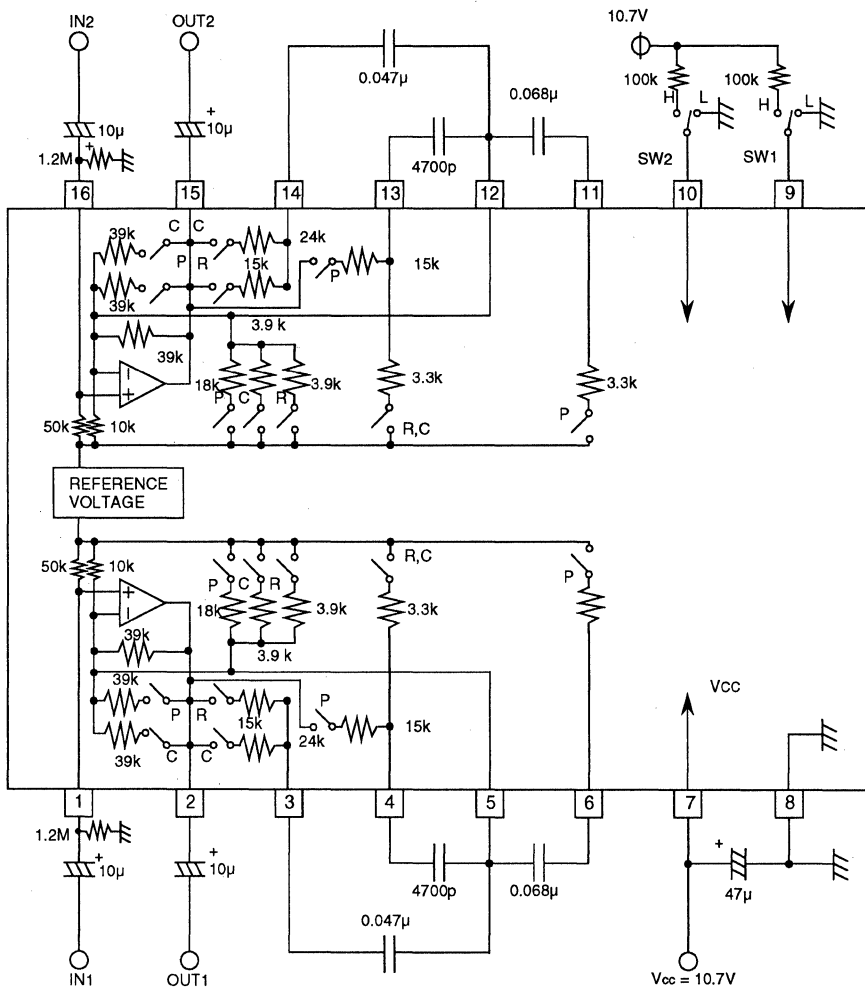 IN2
OUT2
10.7V
0.047µ
100k
100k
H
L
H
L
0.068µ
+
10µ
+
10µ
1.2M
+
4700p
SW2
SW1
16
15
14
13
12
11
10
9
39k
C
C
24k
P
R
15k
P
15k
39k
3.9 k
39k
18k
3.9k
3.3k
3.3k
P
C
R
R,C
P
50k
10k
REFERENCE
VOLTAGE
50k
10k
R,C
P
P
C
R
18k
3.9k
3.3k
39k
3.9 k
39k
VCC
P
R
15k
P
15k
24k
39k
C
C
1
2
3
4
5
6
7
8
1.2M
+
10µ
+
10µ
4700p
0.068µ
+
47µ
0.047µ
IN1
OUT1
Vcc = 10.7V